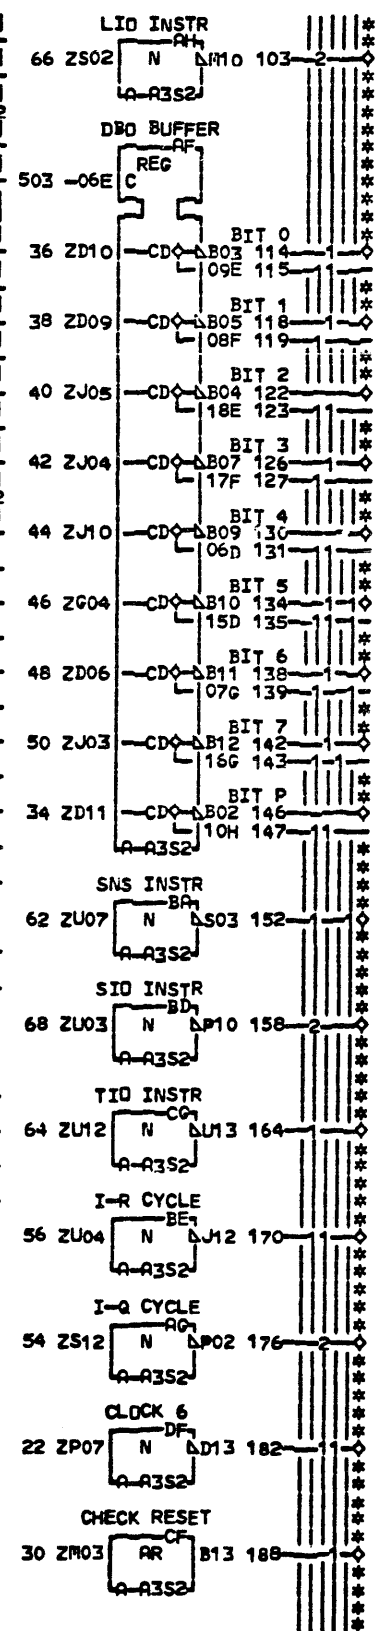 LIO INSTR
AH
66 ZS02 N M10 103 2
A-A3S2
DBO BUFFER
AF
REG
503 -06E C
BIT 0
36 ZD10 CD B03 114 1
09E 115 11
BIT 1
38 ZD09 CD B05 118 1
08F 119 1
BIT 2
40 ZJ05 CD B04 122
18E 123 11
BIT 3
42 ZJ04 CD B07 126 1
17F 127 1
BIT 4
44 ZJ10 CD B09 130
06D 131 11
BIT 5
46 ZG04 CD B10 134 1 1
15D 135 11 1
BIT 6
48 ZD06 CD B11 138 1
07G 139 1 1
BIT 7
50 ZJ03 CD B12 142 1
16G 143 1 1
BIT P
34 ZD11 CD B02 146
10H 147 11
A-A3S2
SNS INSTR
BA
62 ZU07 N S03 152 1 1
A-A3S2
SIO INSTR
BD
68 ZU03 N P10 158 2
A-A3S2
TIO INSTR
CG
64 ZU12 N U13 164 1 1
A-A3S2
I-R CYCLE
BE
56 ZU04 N J12 170 11
A-A3S2
I-Q CYCLE
AG
54 ZS12 N P02 176 2
A-A3S2
CLOCK 6
DF
22 ZP07 N D13 182 11
A-A3S2
CHECK RESET
CF
30 ZM03 AR B13 188 1
A-A3S2